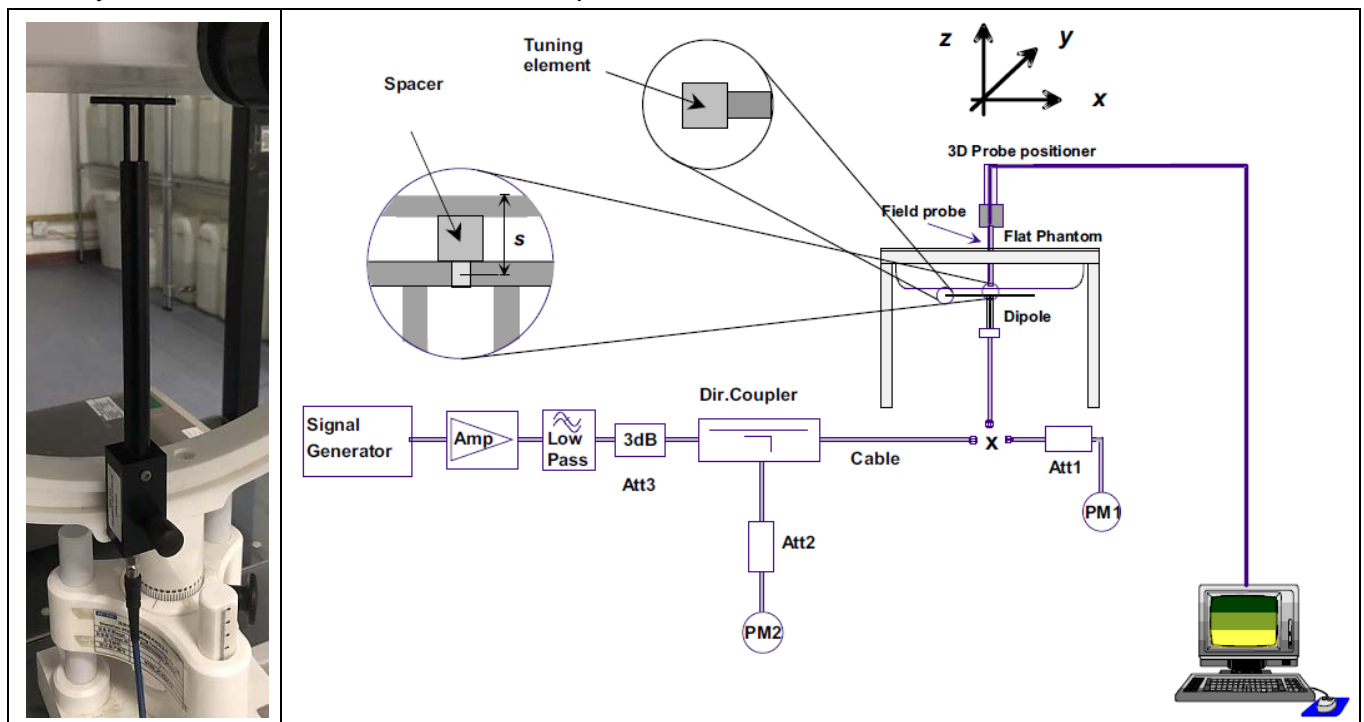 Tuning
element
Spacer
s
z
y
x
3D Probe positioner
Field probe
Flat Phantom
Dipole
Dir.Coupler
Signal
Generator
Amp
Low
Pass
3dB
Att3
Cable
x
Att1
PM1
Att2
PM2